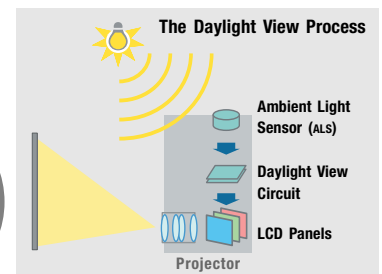 The Daylight View Process
Ambient Light
Sensor (ALS)
Daylight View
Circuit
LCD Panels
Projector